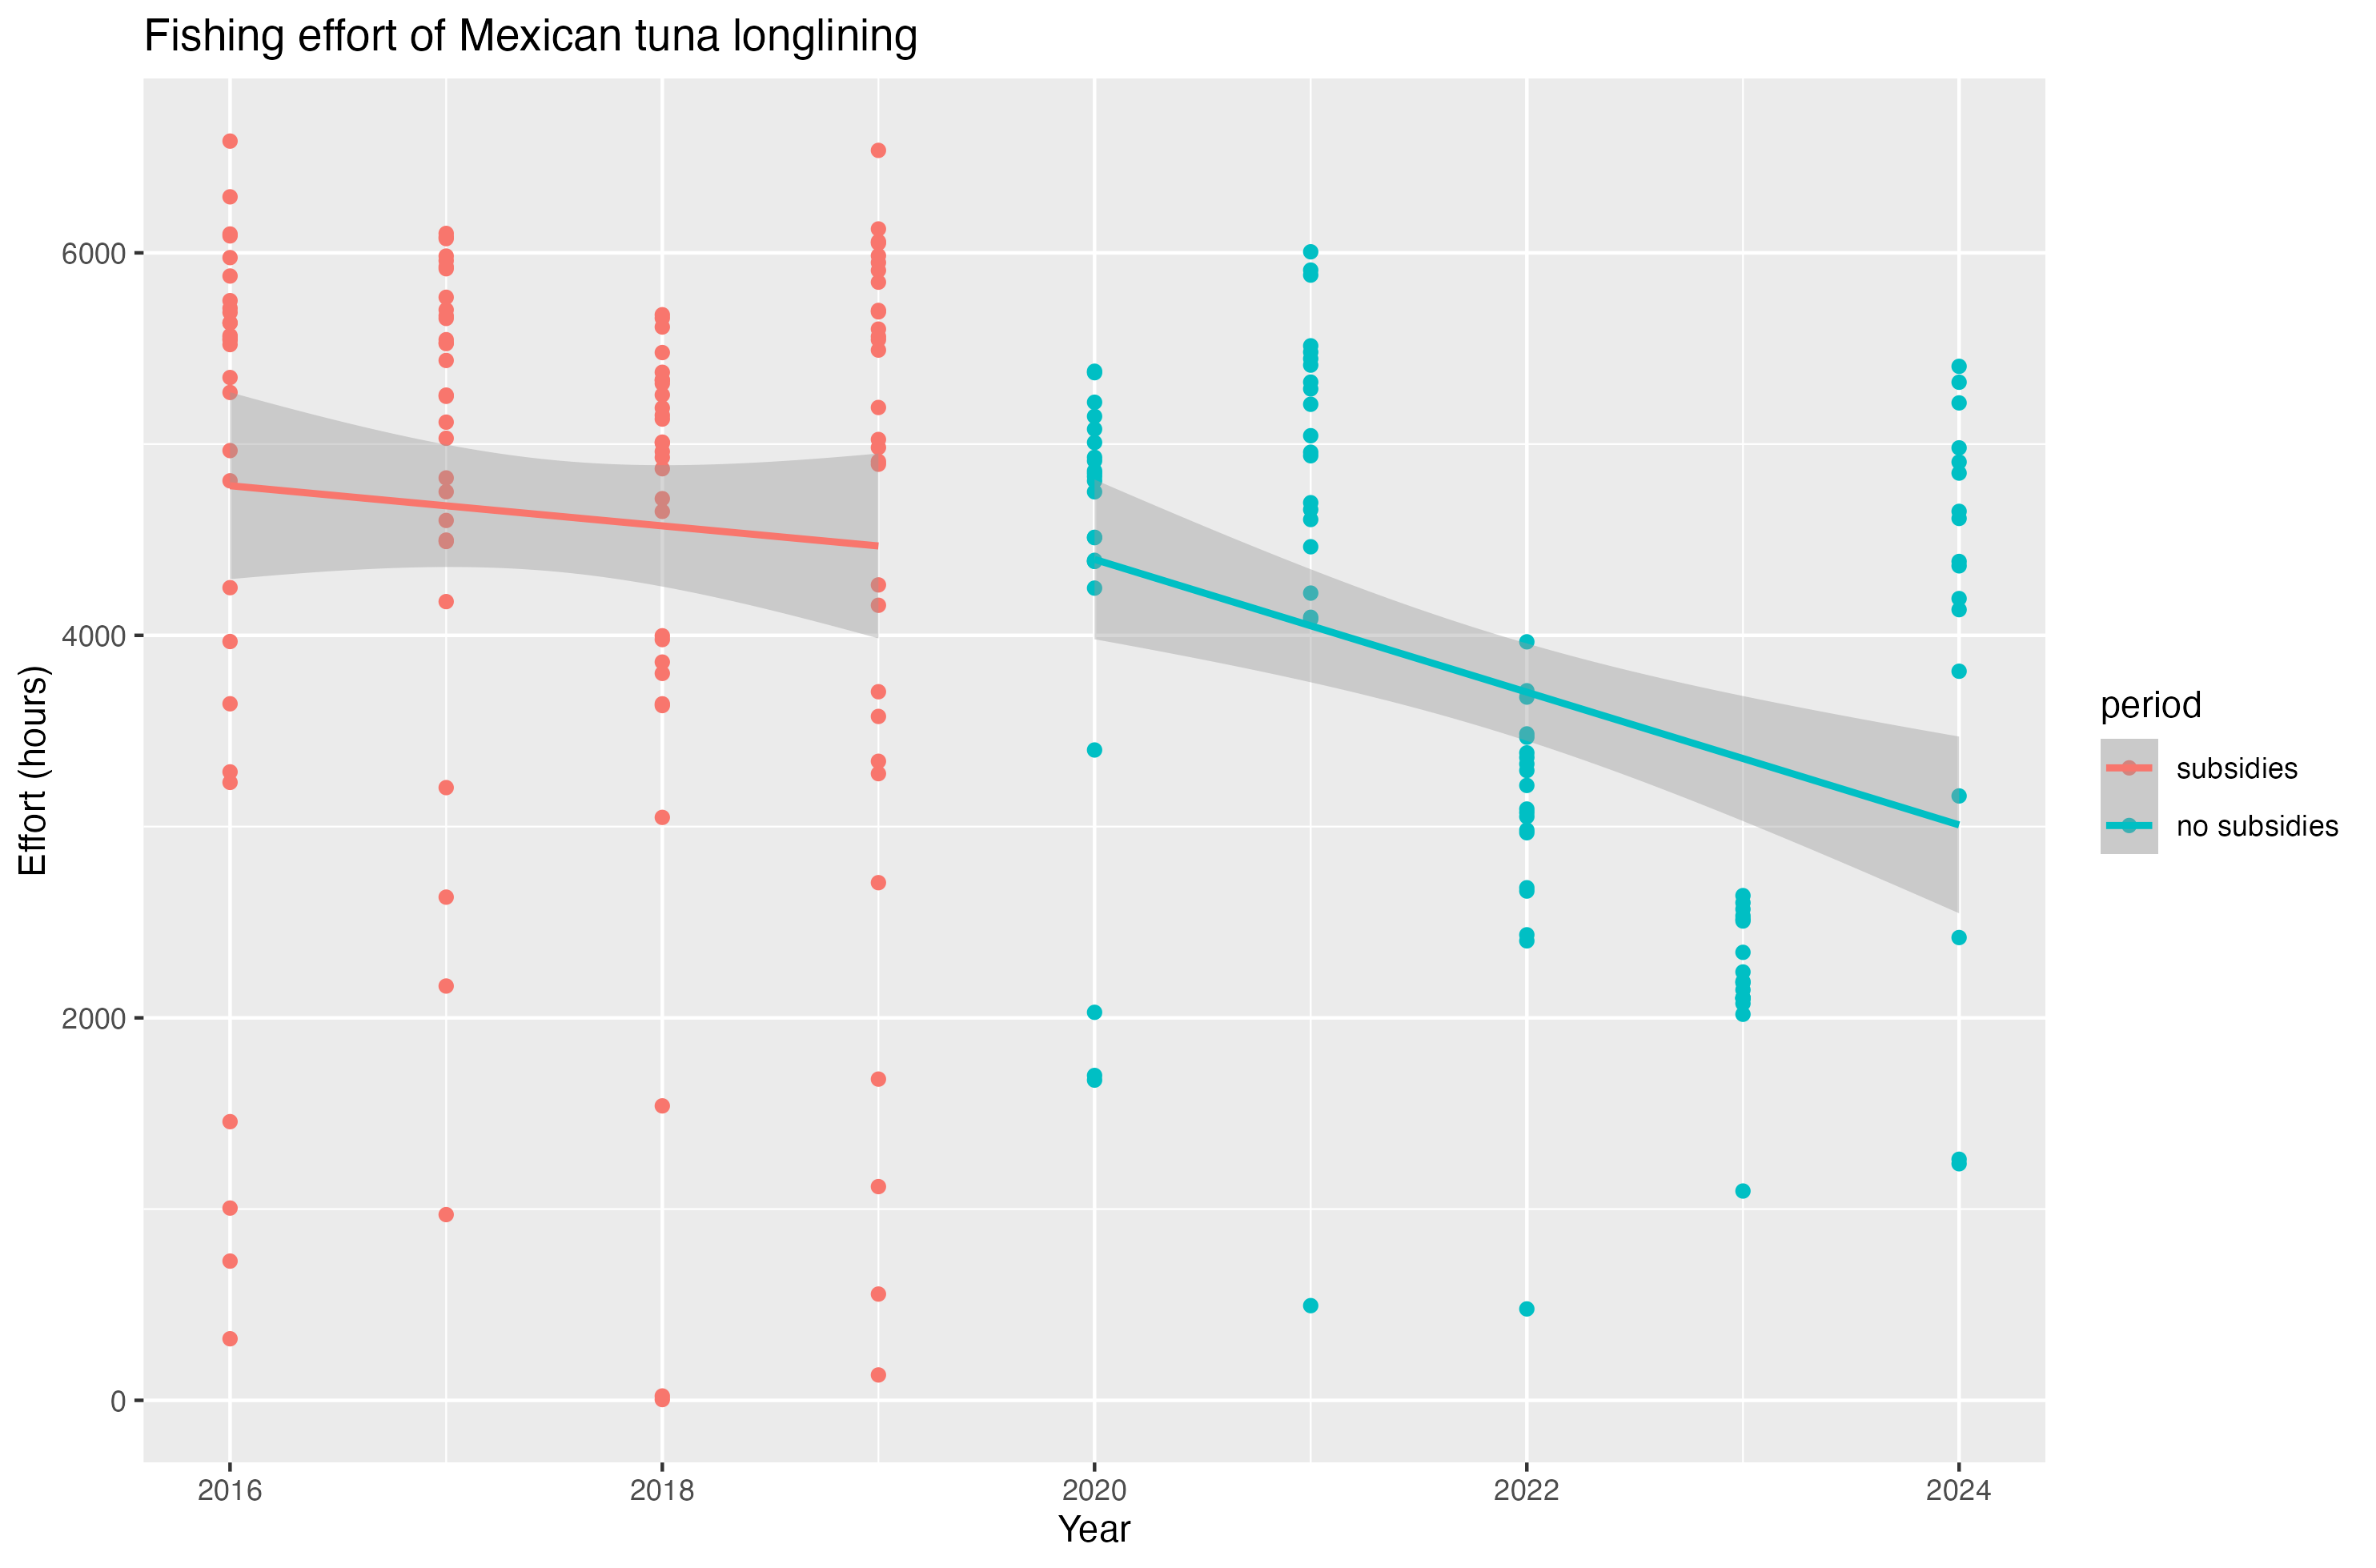 Fishing effort of Mexican tuna longlining
Effort (hours)
6000
4000
2000
0
2016
2018
2020
2022
2024
Year
period
subsidies
no subsidies